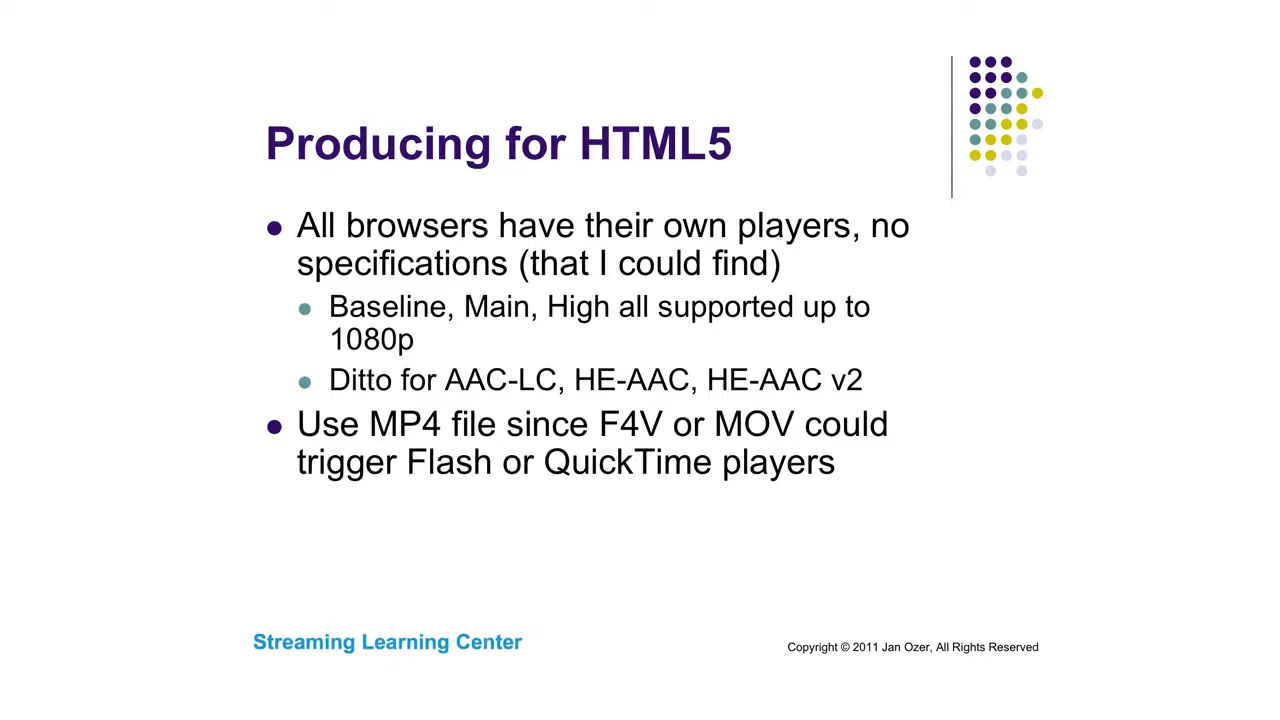 Producing for HTML5
All browsers have their own players, no
specifications (that I could find)
Baseline, Main, High all supported up to
1080p
Ditto for AAC-LC, HE-AAC, HE-AAC v2
Use MP4 file since F4V or MOV could
trigger Flash or QuickTime players
Streaming Learning Center
Copyright © 2011 Jan Ozer, All Rights Reserved